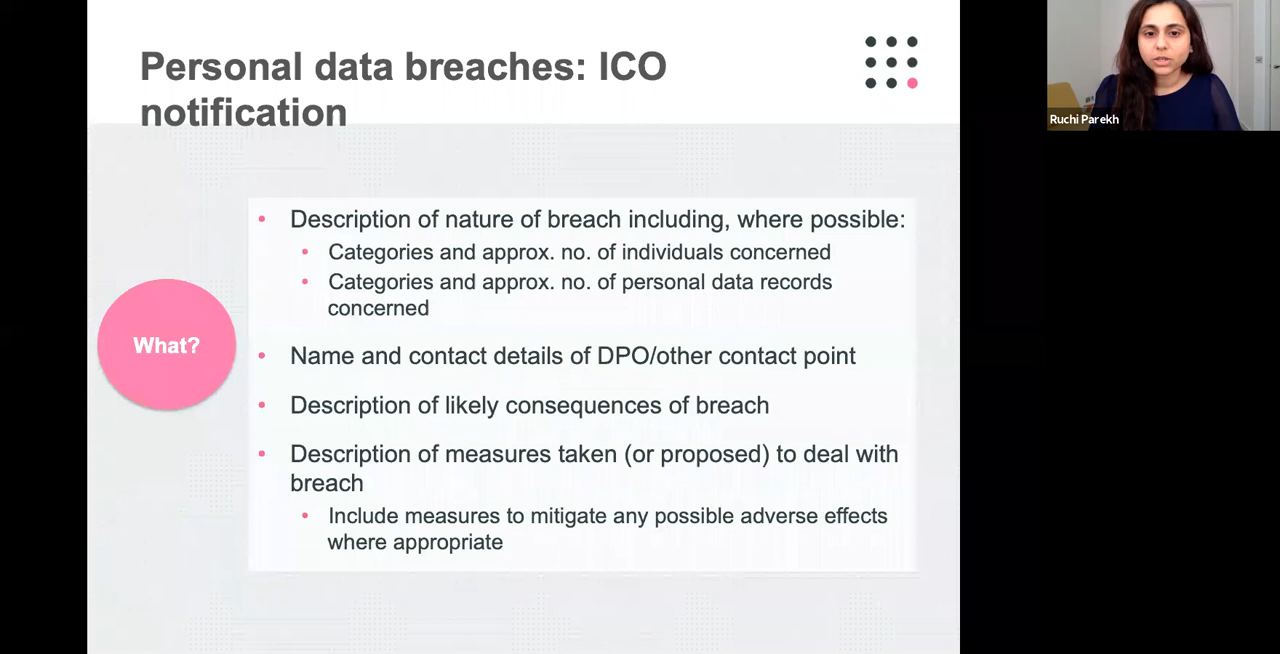 Personal data breaches: ICO
notification
Ruchi Parekh
What?
• Description of nature of breach including, where possible:
• Categories and approx. no. of individuals concerned
• Categories and approx. no. of personal data records
concerned
• Name and contact details of DPO/other contact point
• Description of likely consequences of breach
• Description of measures taken (or proposed) to deal with
breach
• Include measures to mitigate any possible adverse effects
where appropriate